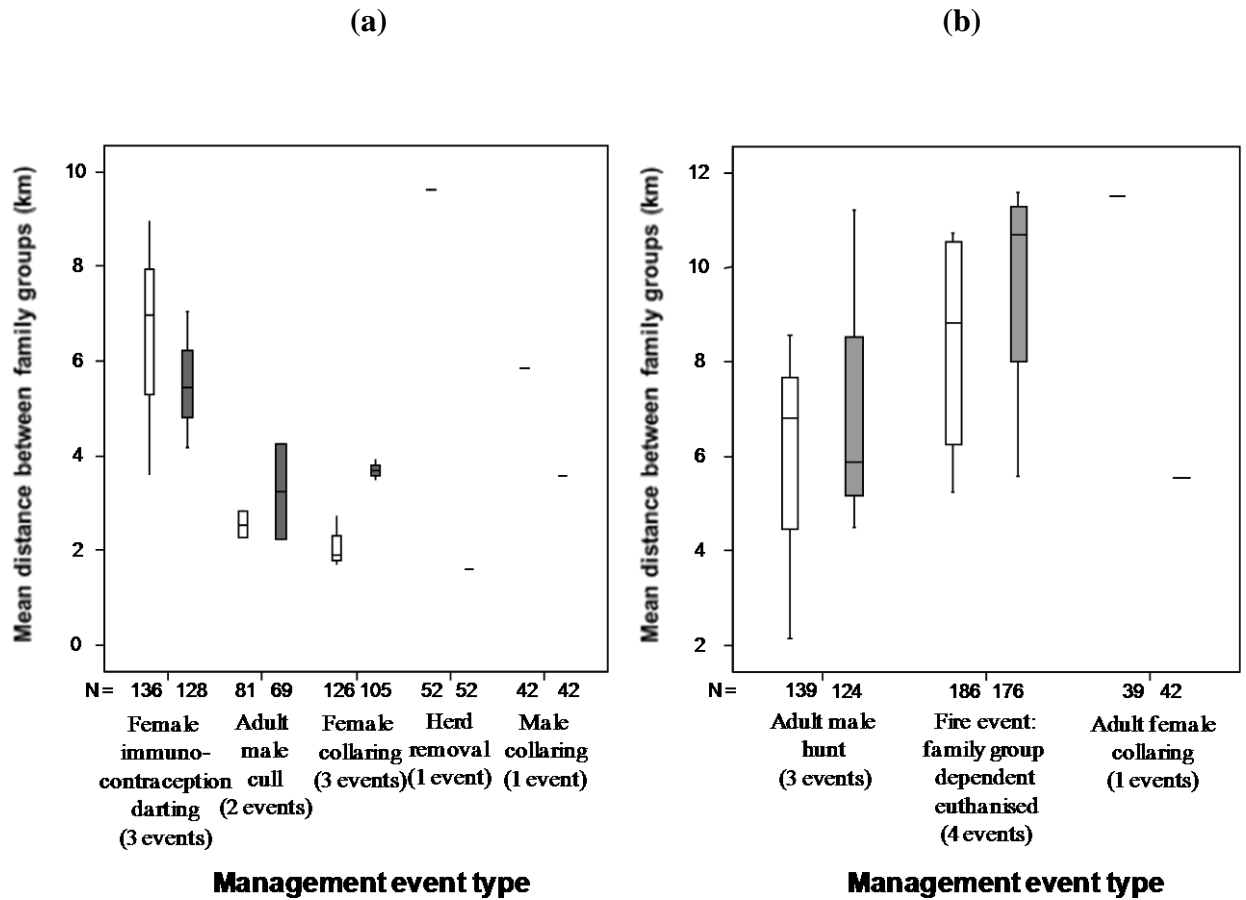 (a)
(b)
Mean distance between family groups (km)
10
8
6
4
2
0
N= 136 128 81 69 126 105 52 52 42 42
Female
immuno-
contraception
darting
(3 events)
Adult
male
cull
(2 events)
Female
collaring
(3 events)
Herd
removal
(1 event)
Male
collaring
(1 event)
Management event type
Mean distance between family groups (km)
12
10
8
6
4
2
N= 139 124 186 176 39 42
Adult male
hunt
(3 events)
Fire event:
family group
dependent
euthanised
(4 events)
Adult female
collaring
(1 events)
Management event type